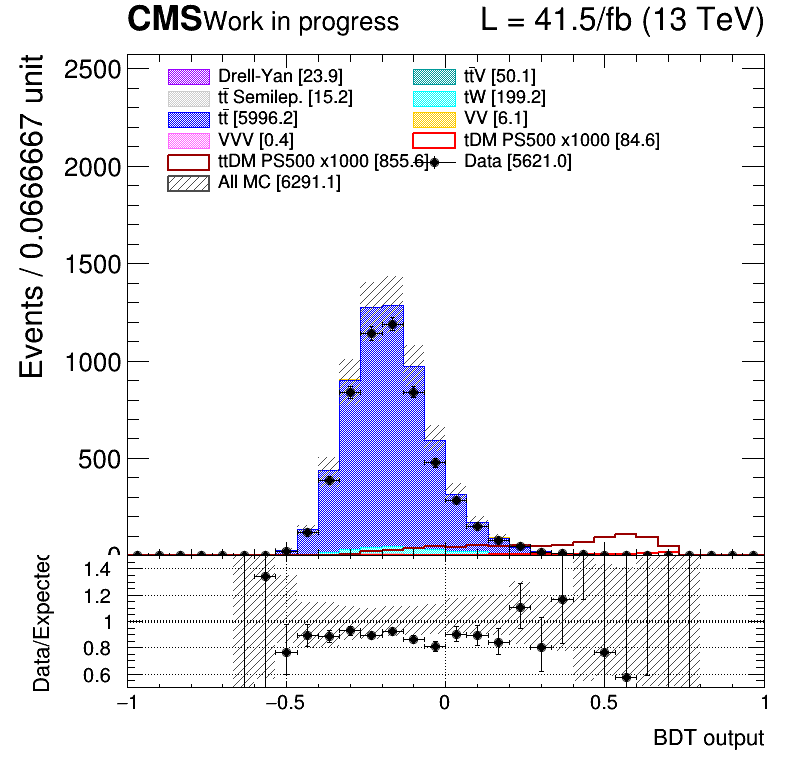 CMS Work in progress L = 41.5/fb (13 TeV)
Events / 0.0666667 unit
2500
2000
1500
1000
500
0
Drell-Yan [23.9]
tt̄V [50.1]
tt̄ Semilep. [15.2]
tW [199.2]
tt̄ [5996.2]
VV [6.1]
VVV [0.4]
tDM PS500 x1000 [84.6]
ttDM PS500 x1000 [855.6]
Data [5621.0]
All MC [6291.1]
Data/Expected
1.4
1.2
1
0.8
0.6
−1 −0.5 0 0.5 1
BDT output